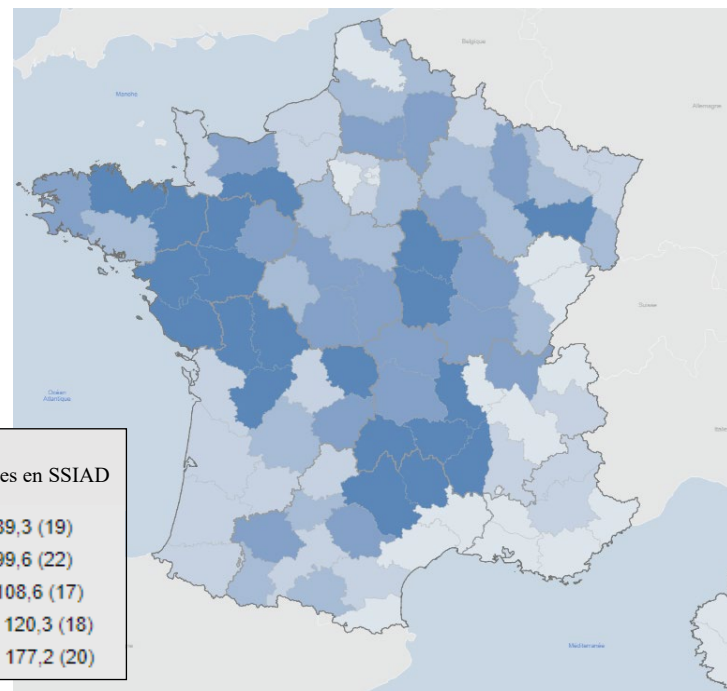 Belgique
Manche
Allemagne
Suisse
Océan
Atlantique
es en SSIAD
39,3 (19)
99,6 (22)
108,6 (17)
120,3 (18)
177,2 (20)
Méditerranée